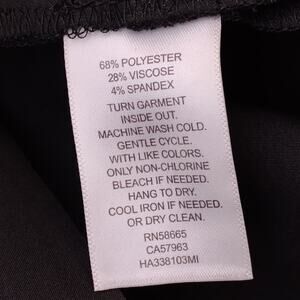 68% POLYESTER
28% VISCOSE
4% SPANDEX
TURN GARMENT
INSIDE OUT.
MACHINE WASH COLD.
GENTLE CYCLE.
WITH LIKE COLORS.
ONLY NON-CHLORINE
BLEACH IF NEEDED.
HANG TO DRY.
COOL IRON IF NEEDED.
OR DRY CLEAN.
RN58665
CA57963
HA338103MI